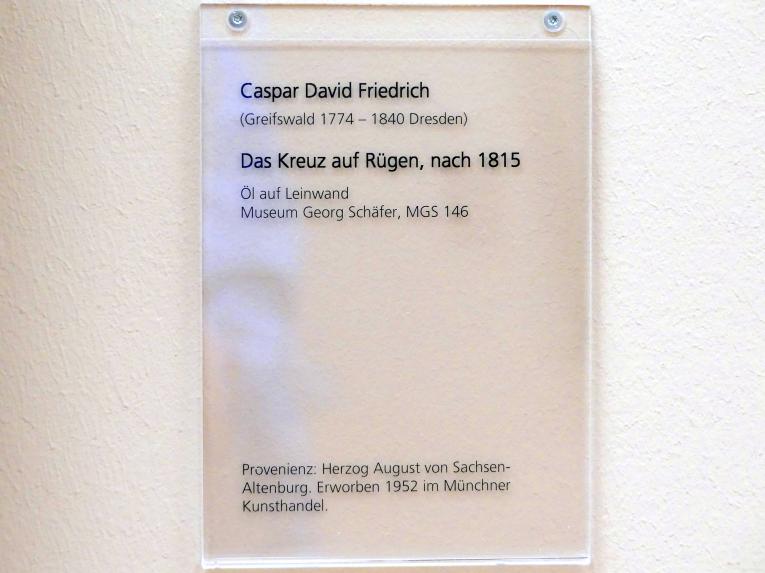 Caspar David Friedrich
(Greifswald 1774 – 1840 Dresden)
Das Kreuz auf Rügen, nach 1815
Öl auf Leinwand
Museum Georg Schäfer, MGS 146
Provenienz: Herzog August von Sachsen-
Altenburg. Erworben 1952 im Münchner
Kunsthandel.